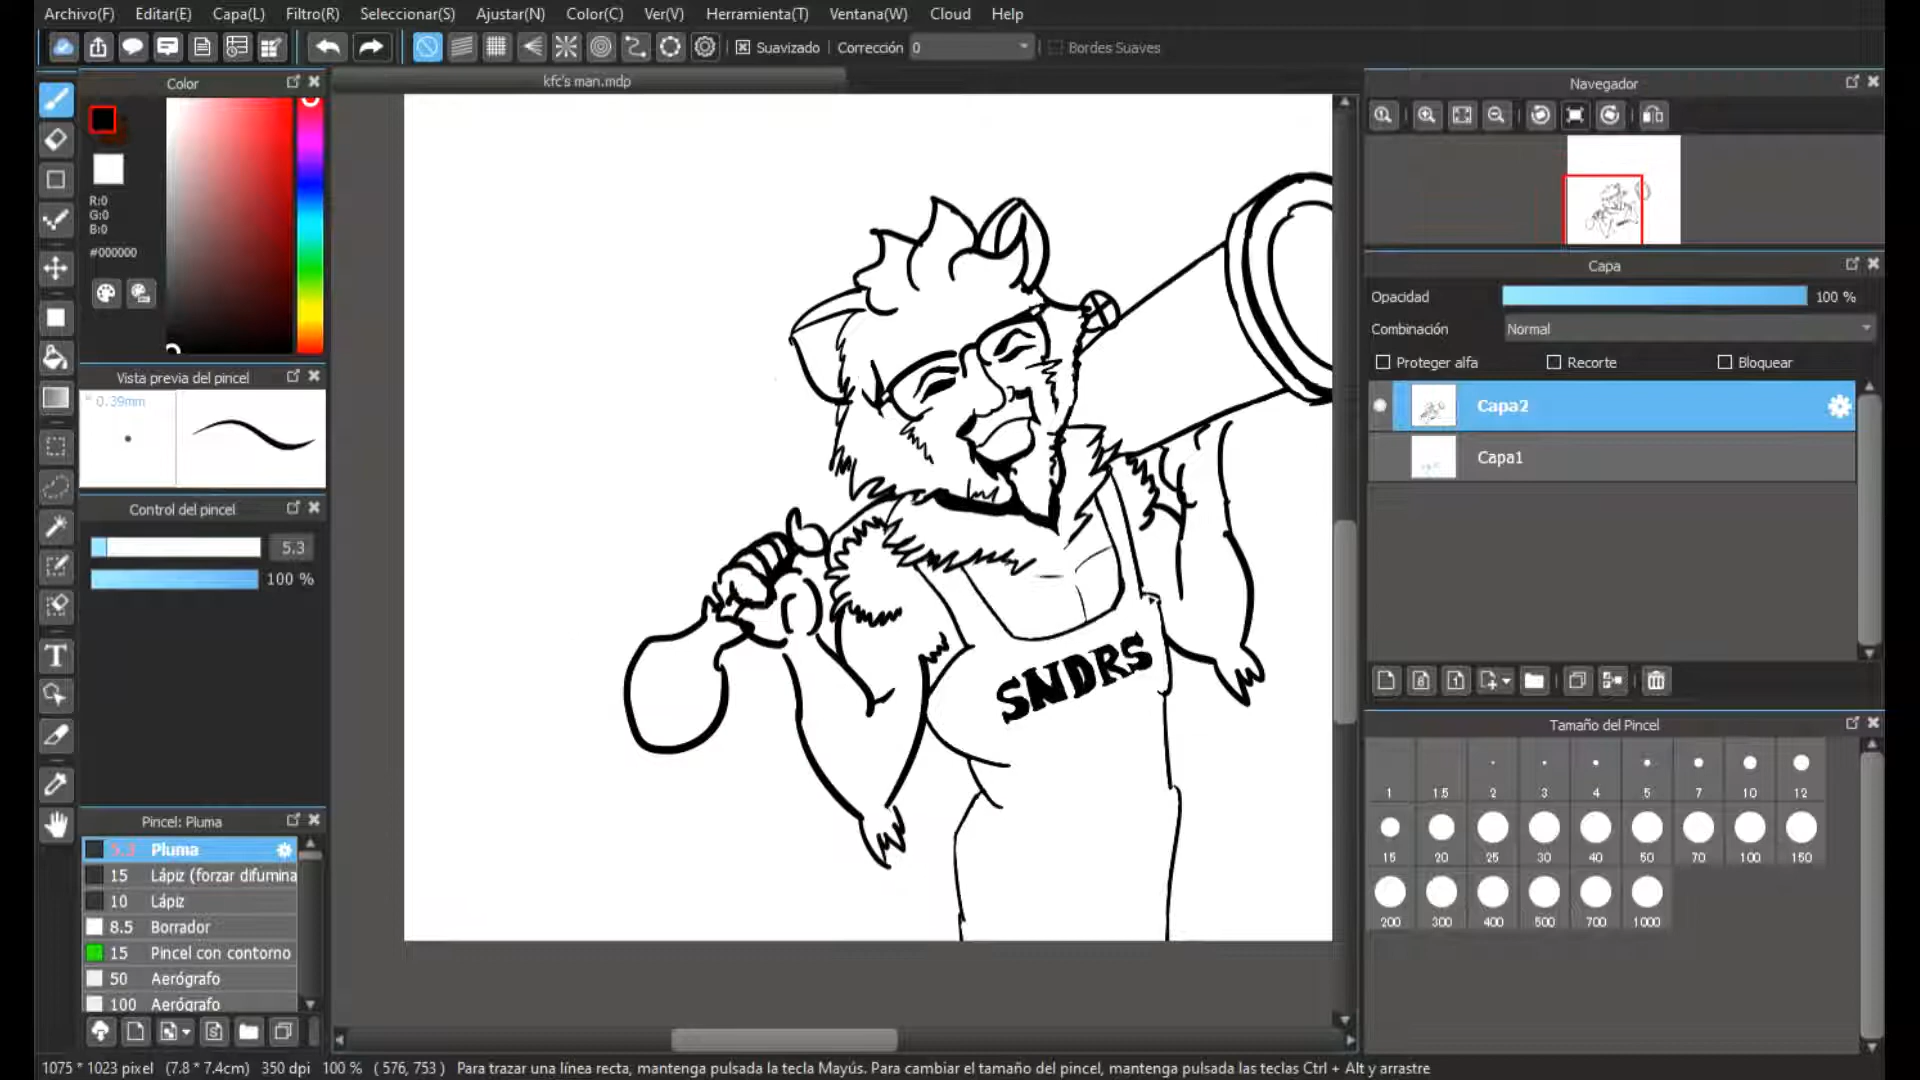 Archivo(F) Editar(E) Capa(L) Filtro(R) Seleccionar(S) Ajustar(N) Color(C) Ver(V) Herramienta(T) Ventana(W) Cloud Help
Suavizado Corrección 0 Bordes Suaves
Color
kfc's man.mdp
Navegador
R:0
G:0
B:0
#000000
Capa
Opacidad 100 %
Combinación Normal
Proteger alfa Recorte Bloquear
Capa2
Capa1
Vista previa del pincel
0.39mm
Control del pincel
5.3
100 %
SNDRS
Tamaño del Pincel
1 1.5 2 3 4 5 7 10 12
15 20 25 30 40 50 70 100 150
200 300 400 500 700 1000
Pincel: Pluma
5.3 Pluma
15 Lápiz (forzar difumina
10 Lápiz
8.5 Borrador
15 Pincel con contorno
50 Aerógrafo
100 Aerógrafo
1075 * 1023 pixel (7.8 * 7.4cm) 350 dpi 100 % ( 576, 753 ) Para trazar una línea recta, mantenga pulsada la tecla Mayús. Para cambiar el tamaño del pincel, mantenga pulsada las teclas Ctrl + Alt y arrastre